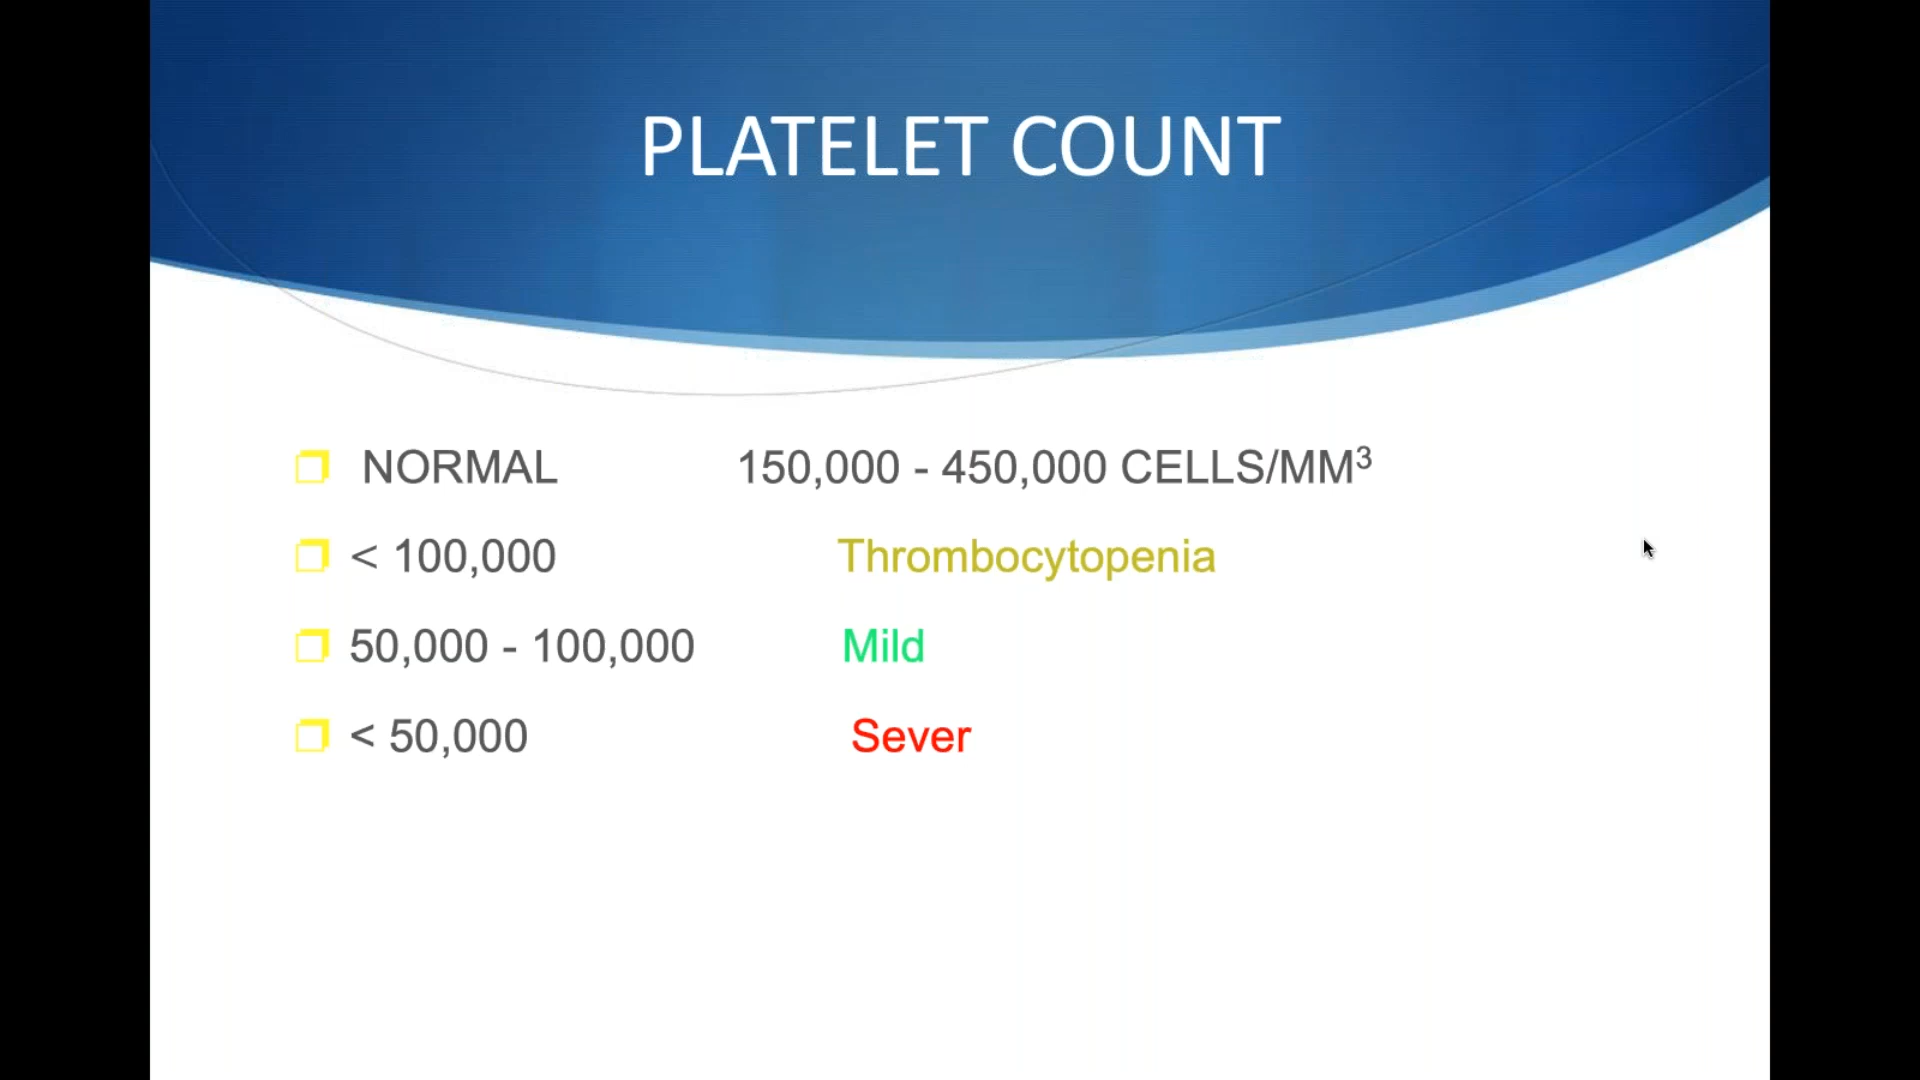 PLATELET COUNT
NORMAL 150,000 - 450,000 CELLS/MM³
< 100,000 Thrombocytopenia
50,000 - 100,000 Mild
< 50,000 Sever